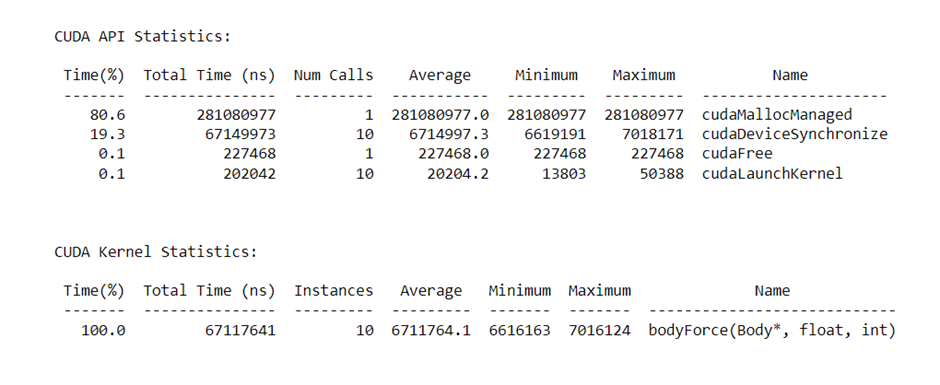 CUDA API Statistics:
Time(%) Total Time (ns) Num Calls Average Minimum Maximum Name
------- --------------- --------- ----------- --------- --------- ---------------------
80.6 281080977 1 281080977.0 281080977 281080977 cudaMallocManaged
19.3 67149973 10 6714997.3 6619191 7018171 cudaDeviceSynchronize
0.1 227468 1 227468.0 227468 227468 cudaFree
0.1 202042 10 20204.2 13803 50388 cudaLaunchKernel
CUDA Kernel Statistics:
Time(%) Total Time (ns) Instances Average Minimum Maximum Name
------- --------------- --------- --------- ------- ------- ----------------------------
100.0 67117641 10 6711764.1 6616163 7016124 bodyForce(Body*, float, int)